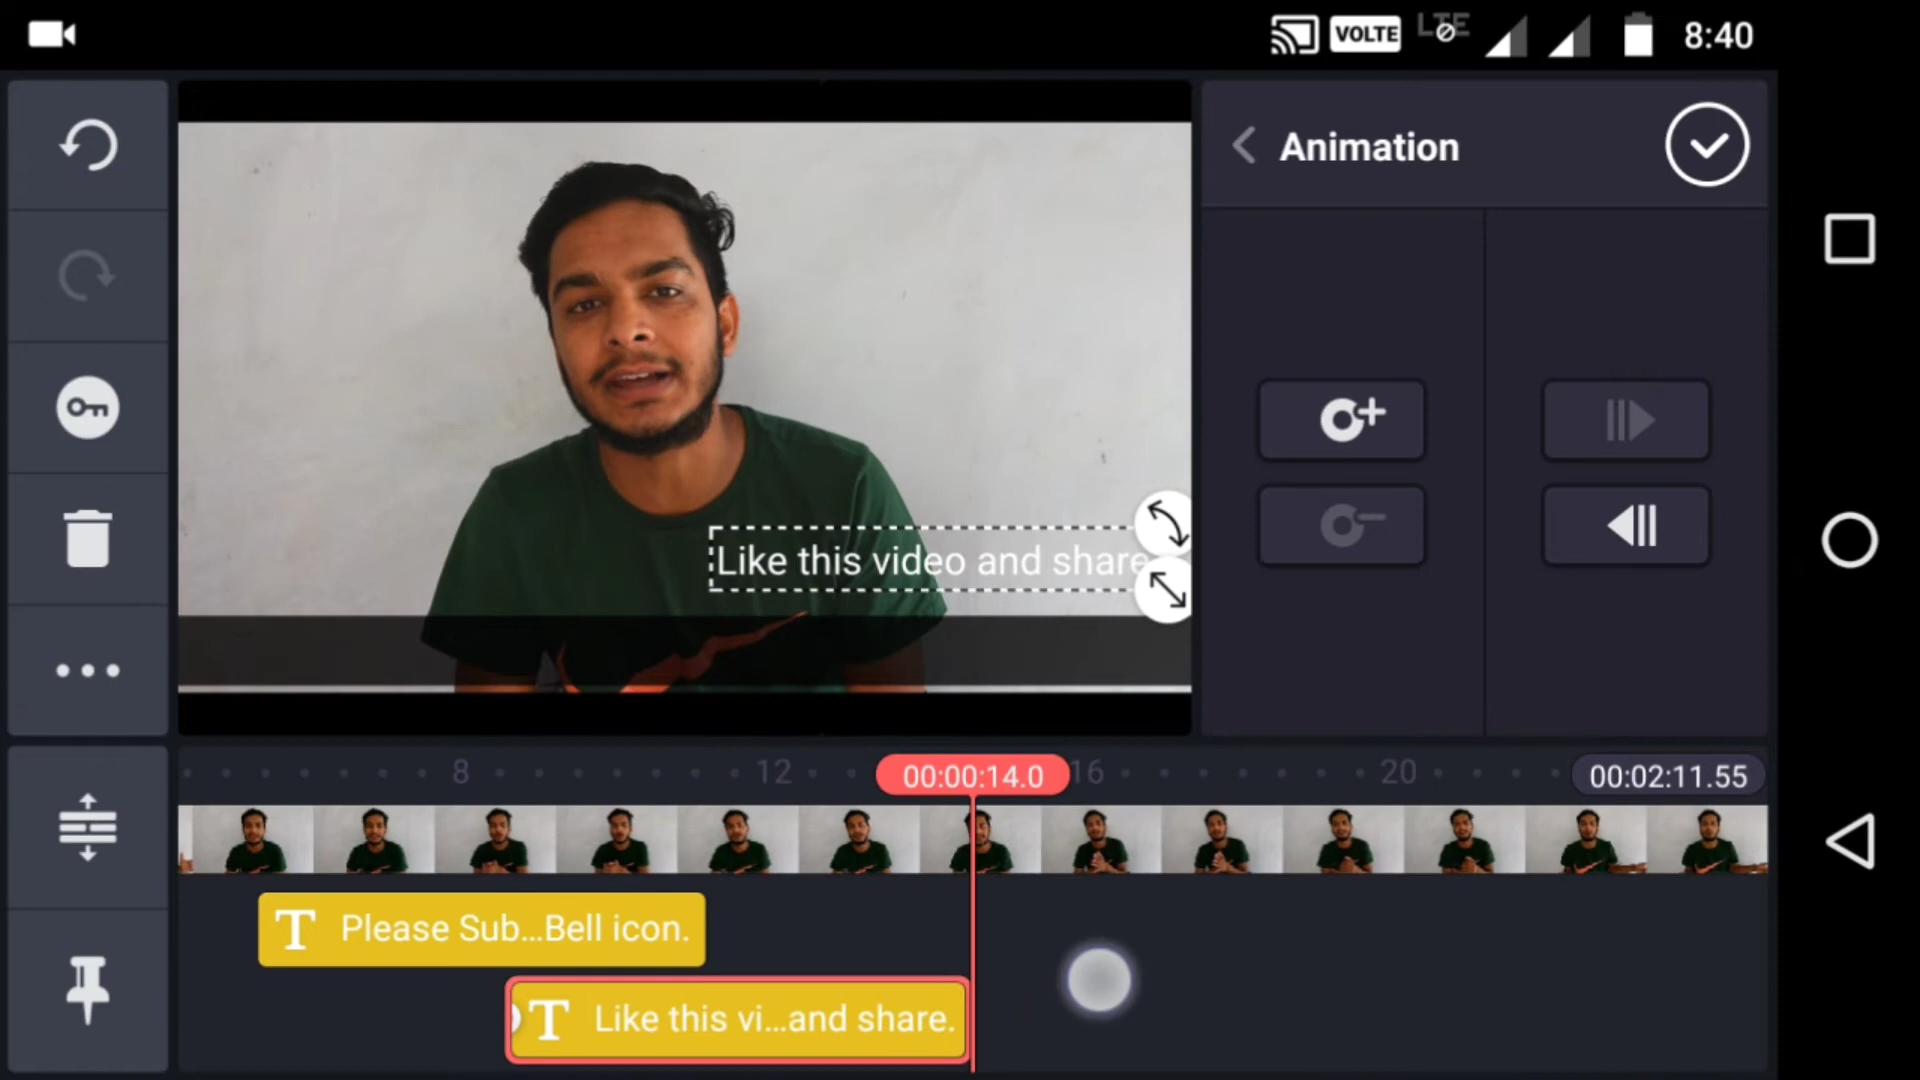 VOLTE LTE 8:40
Animation
Like this video and share
8 12 00:00:14.0 16 20 00:02:11.55
T Please Sub...Bell icon.
T Like this vi...and share.